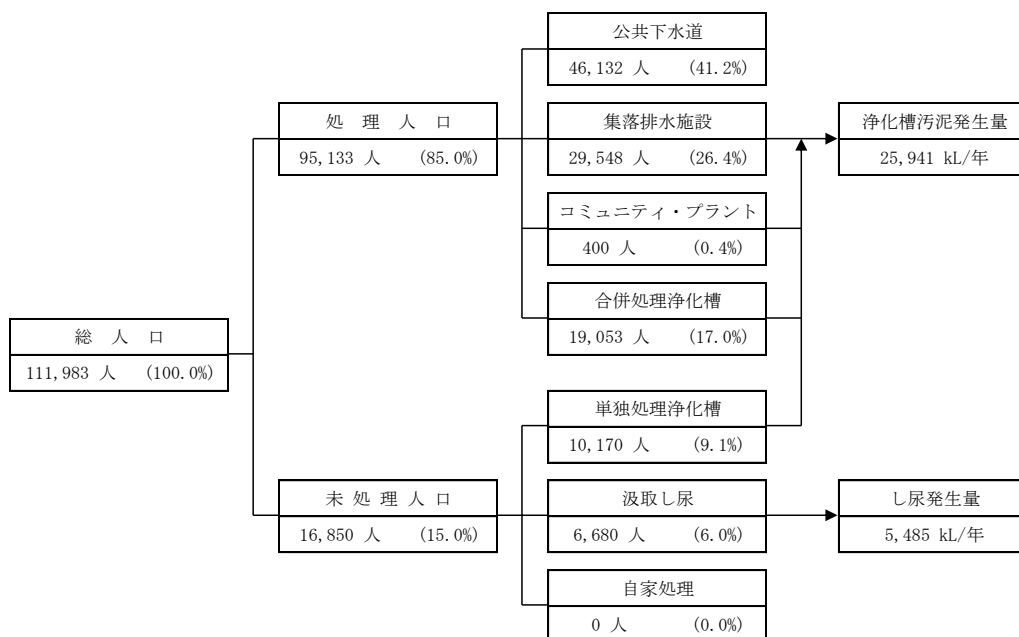 公共下水道
46,132 人 (41.2%)
処 理 人 口
95,133 人 (85.0%)
集落排水施設
29,548 人 (26.4%)
浄化槽汚泥発生量
25,941 kL/年
コミュニティ・プラント
400 人 (0.4%)
合併処理浄化槽
19,053 人 (17.0%)
総 人 口
111,983 人 (100.0%)
単独処理浄化槽
10,170 人 (9.1%)
未 処 理 人 口
16,850 人 (15.0%)
汲取し尿
6,680 人 (6.0%)
し尿発生量
5,485 kL/年
自家処理
0 人 (0.0%)